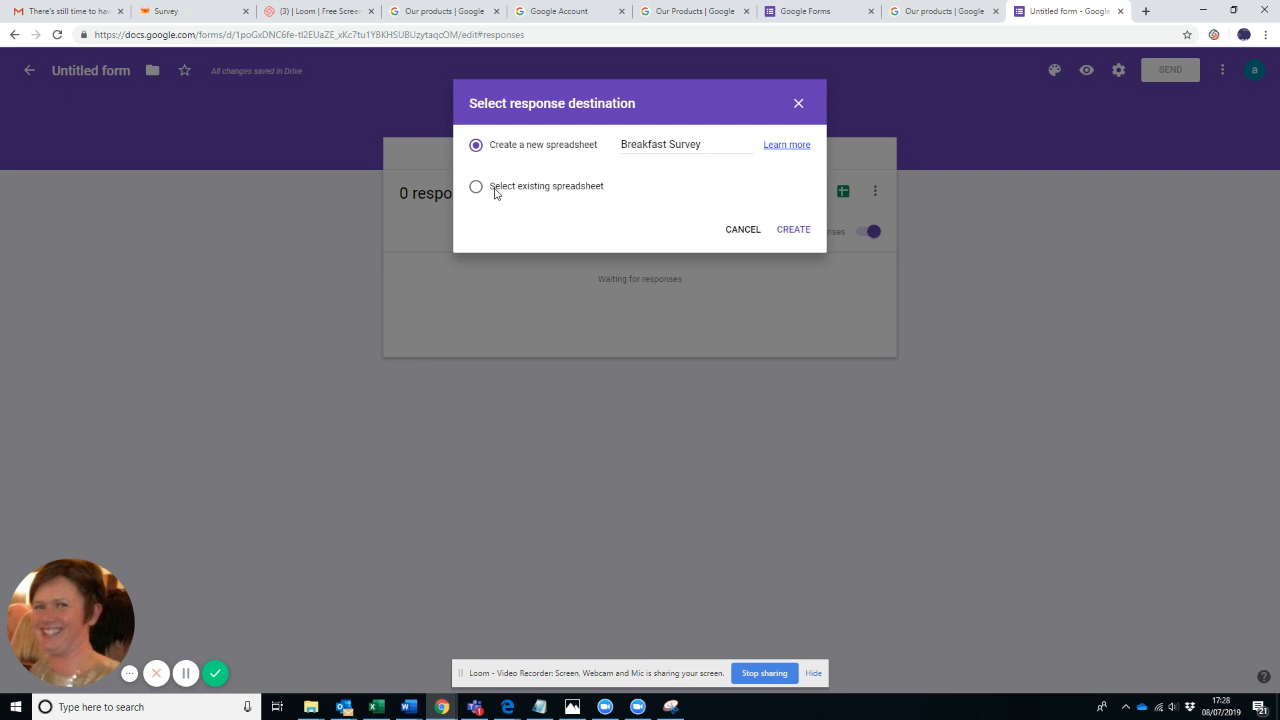 There's still time to ha
Survey
(3) | Loom | Free Screen
Our products | Google
Google Account
Our Products | Google
Google Forms
Our products | Google
Untitled form - Google
https://docs.google.com/forms/d/1poGxDNC6fe-tI2EUaZE_xKc7tu1YBKHSUBUzytaqcOM/edit#responses
Untitled form
All changes saved in Drive
SEND
a
Select response destination
Create a new spreadsheet
Breakfast Survey
Learn more
Select existing spreadsheet
0 respo
CANCEL
CREATE
nses
Waiting for responses
Loom - Video Recorder: Screen, Webcam and Mic is sharing your screen.
Stop sharing
Hide
Type here to search
17:28
08/07/2019
21